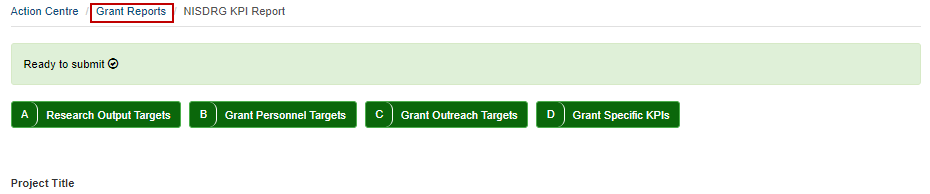 Action Centre / Grant Reports / NISDRG KPI Report
Ready to submit
A Research Output Targets B Grant Personnel Targets C Grant Outreach Targets D Grant Specific KPIs
Project Title